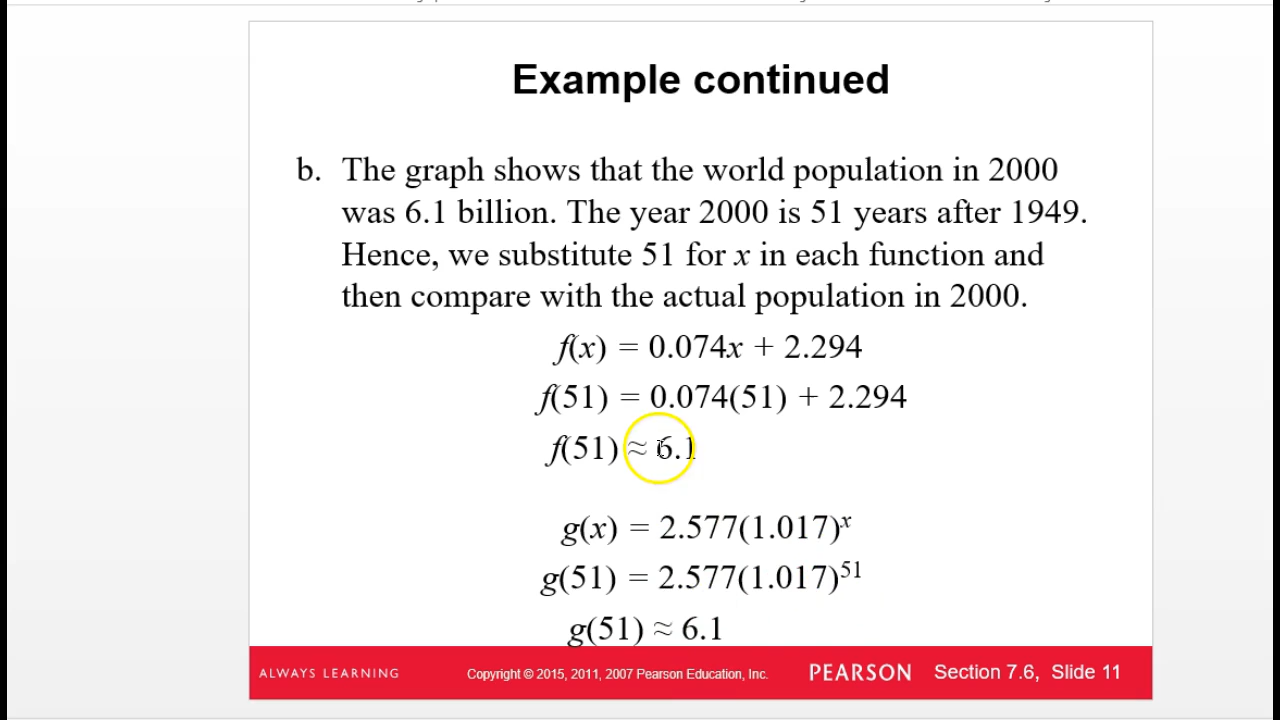 Example continued
b. The graph shows that the world population in 2000
was 6.1 billion. The year 2000 is 51 years after 1949.
Hence, we substitute 51 for x in each function and
then compare with the actual population in 2000.
f(x) = 0.074x + 2.294
f(51) = 0.074(51) + 2.294
f(51) ≈ 6.1
g(x) = 2.577(1.017)ˣ
g(51) = 2.577(1.017)⁵¹
g(51) ≈ 6.1
ALWAYS LEARNING Copyright © 2015, 2011, 2007 Pearson Education, Inc. PEARSON Section 7.6, Slide 11